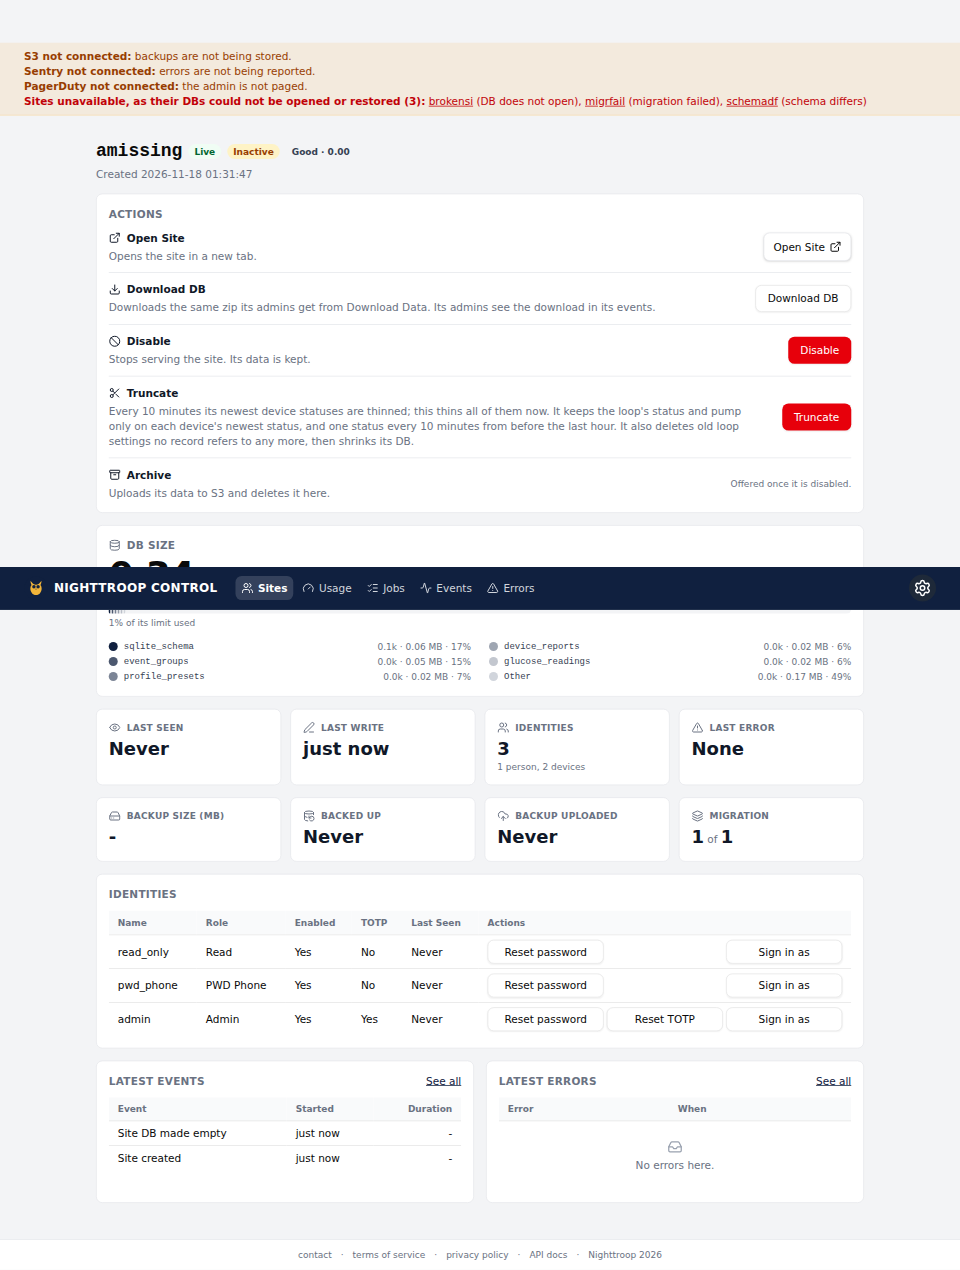 S3 not connected: backups are not being stored.
Sentry not connected: errors are not being reported.
PagerDuty not connected: the admin is not paged.
Sites unavailable, as their DBs could not be opened or restored (3): brokensi (DB does not open), migrfail (migration failed), schemadf (schema differs)
amissing Live Inactive Good · 0.00
Created 2026-11-18 01:31:47
ACTIONS
Open Site
Opens the site in a new tab.
Open Site
Download DB
Downloads the same zip its admins get from Download Data. Its admins see the download in its events.
Download DB
Disable
Stops serving the site. Its data is kept.
Disable
Truncate
Every 10 minutes its newest device statuses are thinned; this thins all of them now. It keeps the loop's status and pump
only on each device's newest status, and one status every 10 minutes from before the last hour. It also deletes old loop
settings no record refers to any more, then shrinks its DB.
Truncate
Archive
Uploads its data to S3 and deletes it here.
Offered once it is disabled.
DB SIZE
NIGHTTROOP CONTROL Sites Usage Jobs Events Errors
1% of its limit used
sqlite_schema 0.1k · 0.06 MB · 17%
event_groups 0.0k · 0.05 MB · 15%
profile_presets 0.0k · 0.02 MB · 7%
device_reports 0.0k · 0.02 MB · 6%
glucose_readings 0.0k · 0.02 MB · 6%
Other 0.0k · 0.17 MB · 49%
LAST SEEN
Never
LAST WRITE
just now
IDENTITIES
3
1 person, 2 devices
LAST ERROR
None
BACKUP SIZE (MB)
-
BACKED UP
Never
BACKUP UPLOADED
Never
MIGRATION
1 of 1
IDENTITIES
Name Role Enabled TOTP Last Seen Actions
read_only Read Yes No Never Reset password Sign in as
pwd_phone PWD Phone Yes No Never Reset password Sign in as
admin Admin Yes Yes Never Reset password Reset TOTP Sign in as
LATEST EVENTS See all
Event Started Duration
Site DB made empty just now -
Site created just now -
LATEST ERRORS See all
Error When
No errors here.
contact · terms of service · privacy policy · API docs · Nighttroop 2026